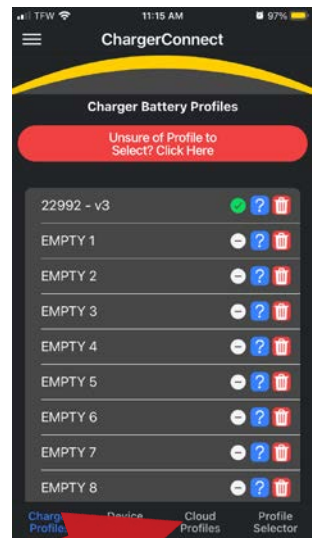 TFW 11:15 AM 97%
ChargerConnect
Charger Battery Profiles
Unsure of Profile to
Select? Click Here
22992 - v3
EMPTY 1
EMPTY 2
EMPTY 3
EMPTY 4
EMPTY 5
EMPTY 6
EMPTY 7
EMPTY 8
Cloud Profile
Profiles Selector